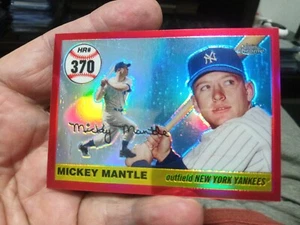 HR#
370
Mickey Mantle
MICKEY MANTLE
outfield NEW YORK YANKEES